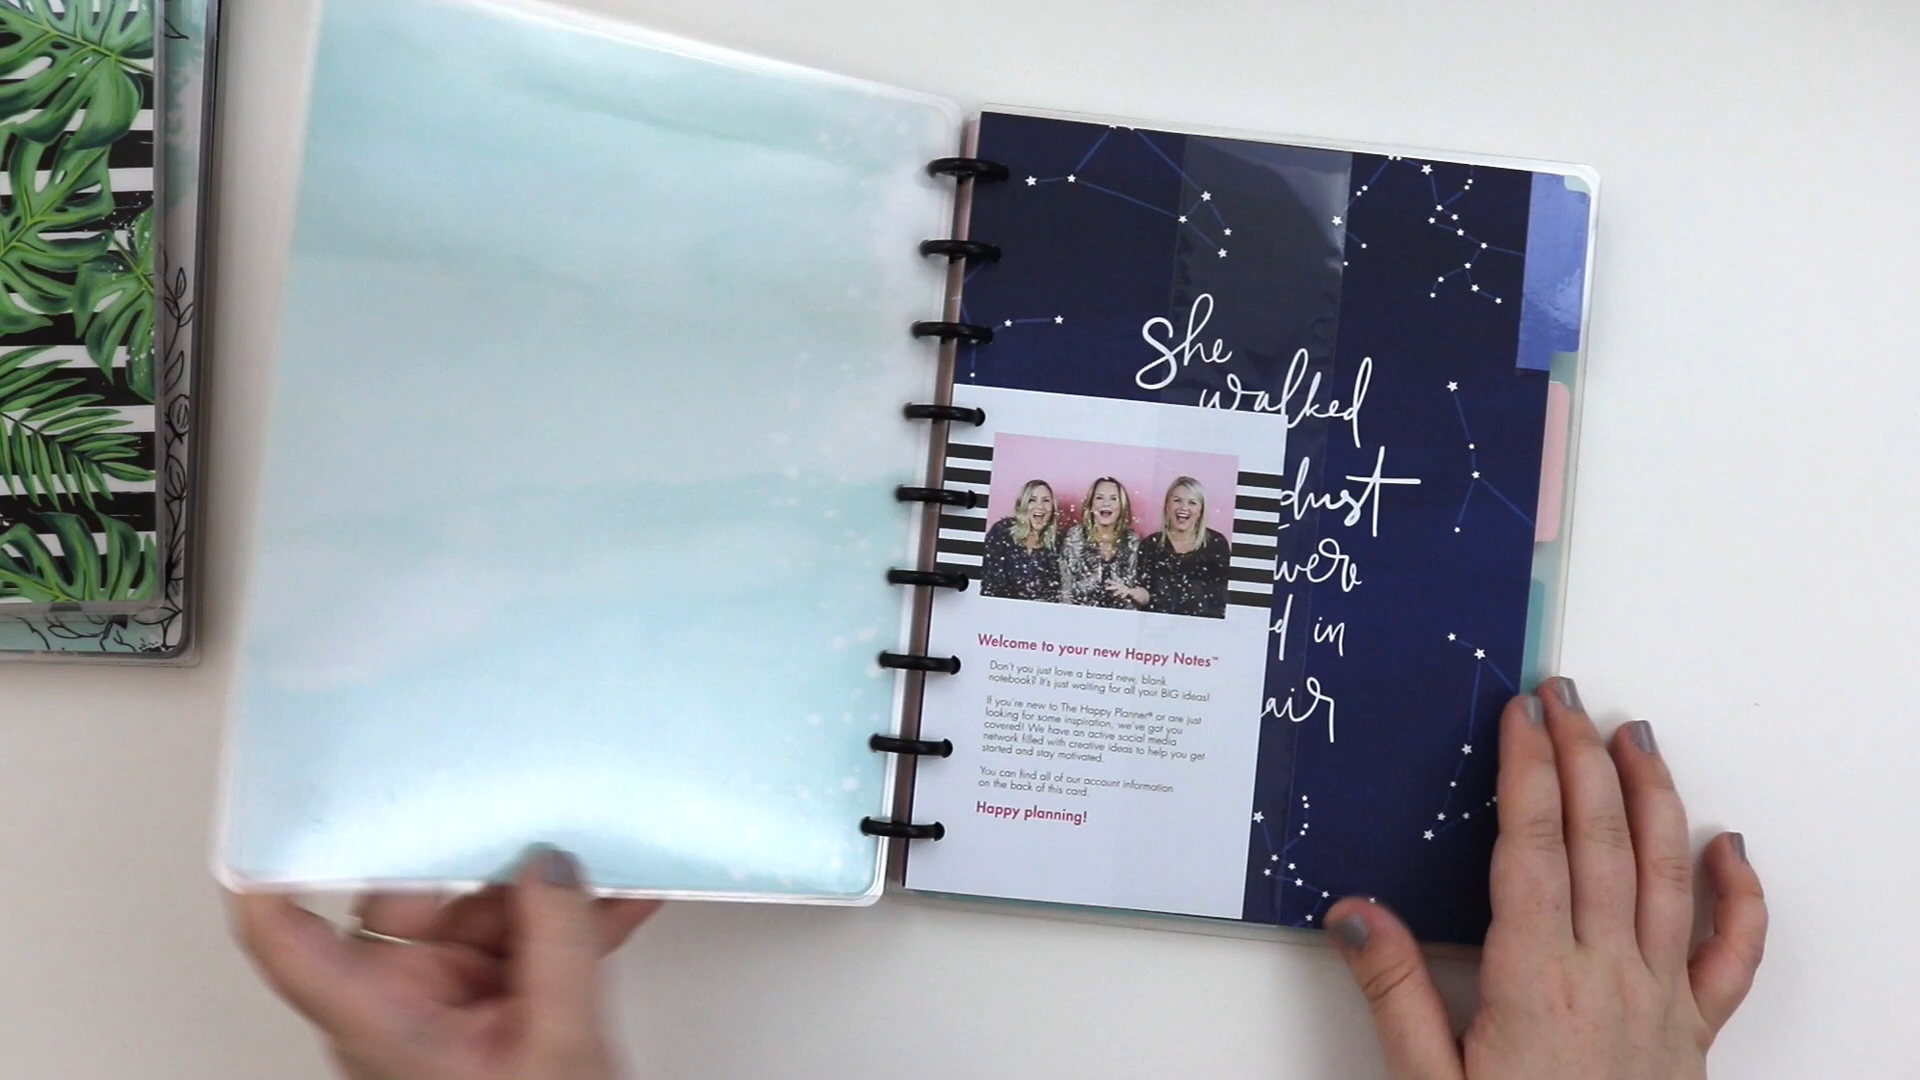 She
walked
dust
were
in
air
Welcome to your new Happy Notes™
Don't you just love a brand new, blank
notebook? It's just waiting for all your BIG ideas!
If you're new to The Happy Planner® or are just
looking for some inspiration, we've got you
covered! We have an active social media
network filled with creative ideas to help you get
started and stay motivated.
You can find all of our account information
on the back of this card.
Happy planning!